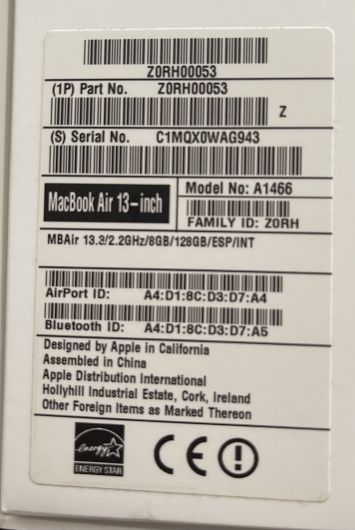 Z0RH00053
(1P) Part No. Z0RH00053
Z
(S) Serial No. C1MQX0WAG943
MacBook Air 13-inch
Model No: A1466
FAMILY ID: Z0RH
MBAir 13.3/2.2GHz/8GB/128GB/ESP/INT
AirPort ID: A4:D1:8C:D3:D7:A4
Bluetooth ID: A4:D1:8C:D3:D7:A5
Designed by Apple in California
Assembled in China
Apple Distribution International
Hollyhill Industrial Estate, Cork, Ireland
Other Foreign Items as Marked Thereon
energy
ENERGY STAR
CE